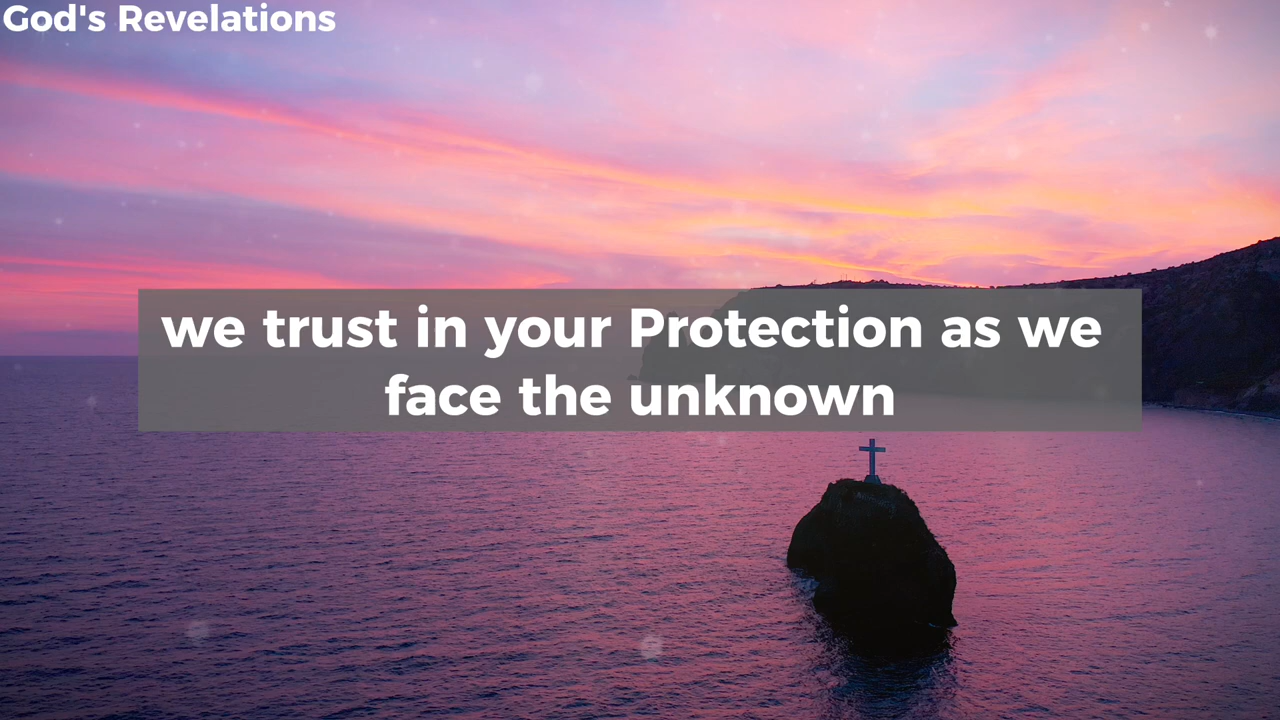 God's Revelations
we trust in your Protection as we
face the unknown